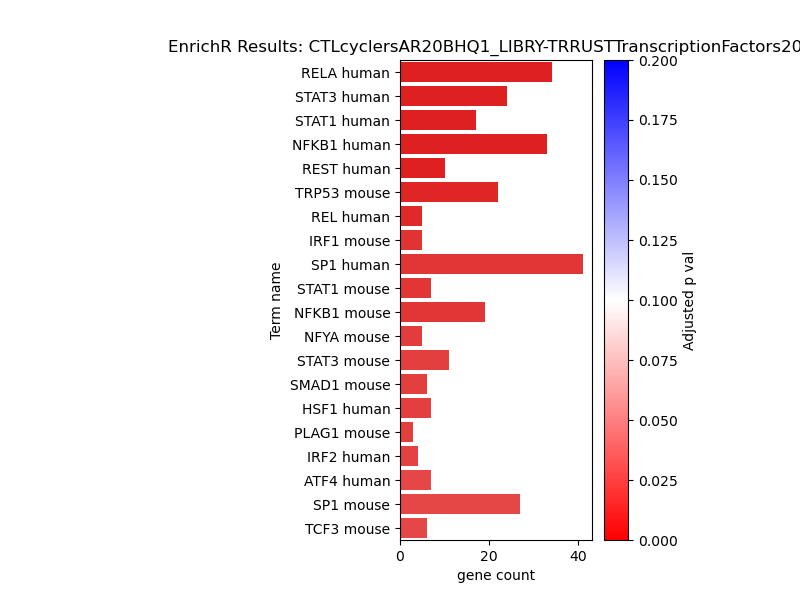 EnrichR Results: CTLcyclersAR20BHQ1_LIBRY-TRRUSTTranscriptionFactors20
RELA human
STAT3 human
STAT1 human
NFKB1 human
REST human
TRP53 mouse
REL human
IRF1 mouse
SP1 human
STAT1 mouse
NFKB1 mouse
NFYA mouse
STAT3 mouse
SMAD1 mouse
HSF1 human
PLAG1 mouse
IRF2 human
ATF4 human
SP1 mouse
TCF3 mouse
Term name
0 20 40
gene count
0.200
0.175
0.150
0.125
0.100
0.075
0.050
0.025
0.000
Adjusted p val